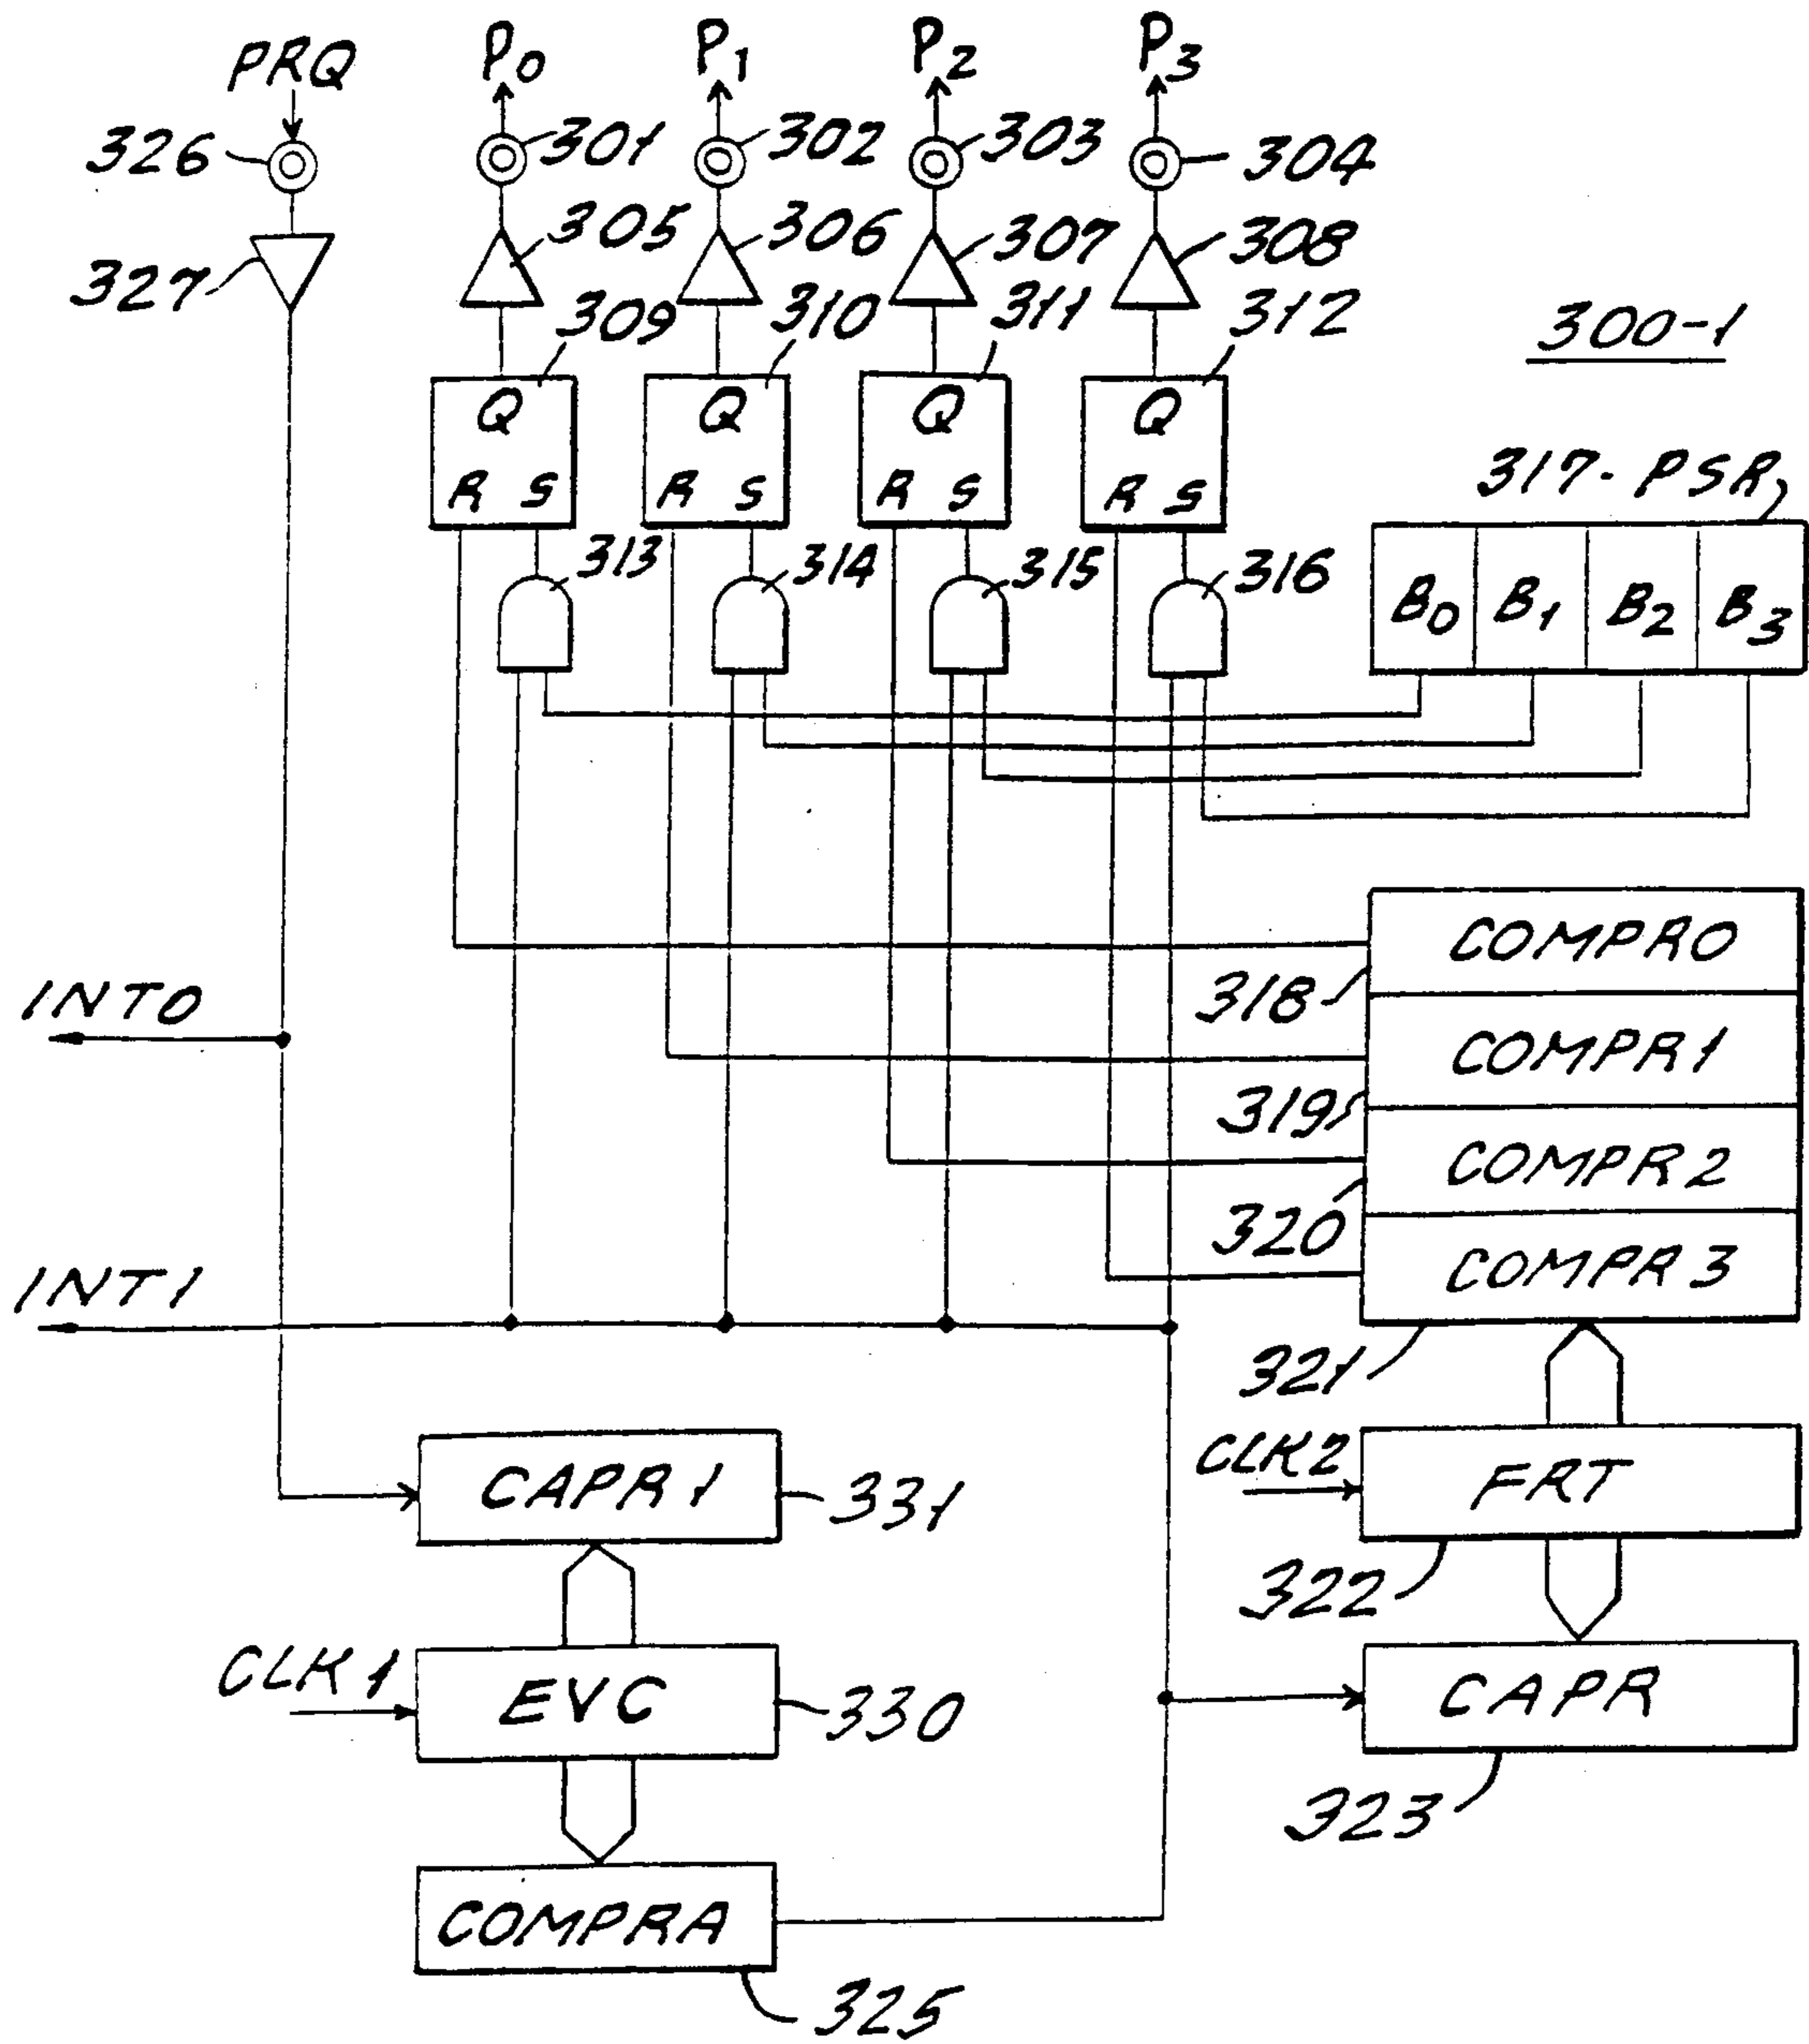 PRQ P0 P1 P2 P3
326 301 302 303 304
327 305 306 307 308
309 310 311 312
300-1
Q Q Q Q
R S R S R S R S
317-PSR
313 314 315 316
B0 B1 B2 B3
COMPR0
INT0
318
COMPR1
319
COMPR2
320
COMPR3
INT1
321
CLK2
FRT
CAPR1
331
322
CLK1
EVC
330
CAPR
323
COMPRA
325